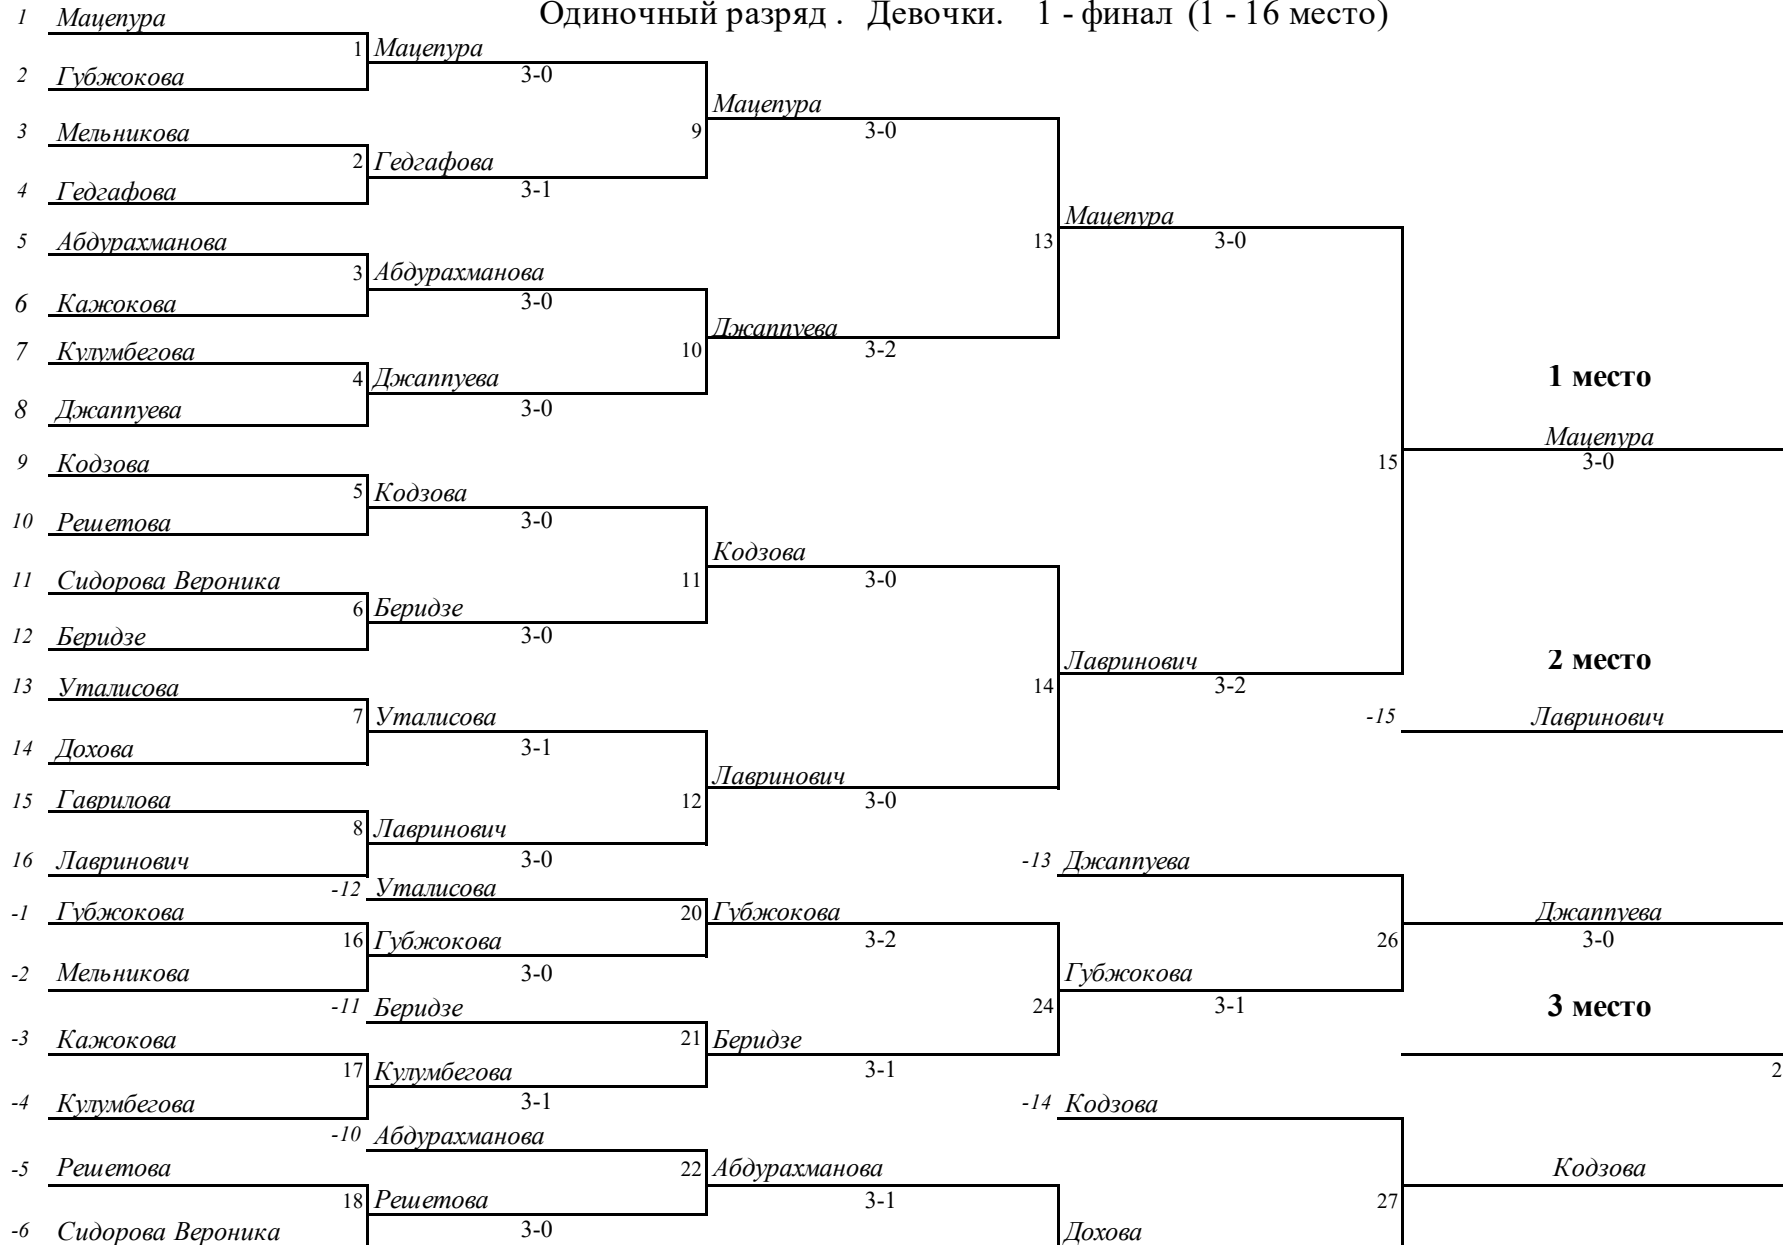 Одиночный разряд . Девочки. 1 - финал (1 - 16 место)
1 Мацепура
1 Мацепура
3-0
2 Губжокова
Мацепура
9 3-0
3 Мельникова
2 Гедгафова
3-1
4 Гедгафова
Мацепура
13 3-0
5 Абдурахманова
3 Абдурахманова
3-0
6 Кажокова
Джаппуева
10 3-2
7 Кулумбегова
4 Джаппуева
3-0
1 место
8 Джаппуева
Мацепура
15 3-0
9 Кодзова
5 Кодзова
3-0
10 Решетова
Кодзова
11 3-0
11 Сидорова Вероника
6 Беридзе
3-0
12 Беридзе
Лавринович
14 3-2
2 место
13 Уталисова
-15 Лавринович
7 Уталисова
3-1
14 Дохова
Лавринович
12 3-0
15 Гаврилова
8 Лавринович
3-0
16 Лавринович
-13 Джаппуева
-12 Уталисова
-1 Губжокова
20 Губжокова
3-2
Джаппуева
26 3-0
16 Губжокова
3-0
-2 Мельникова
Губжокова
3-1
-11 Беридзе
24
3 место
-3 Кажокова
21 Беридзе
3-1
17 Кулумбегова
3-1
2
-4 Кулумбегова
-14 Кодзова
-10 Абдурахманова
-5 Решетова
22 Абдурахманова
3-1
Кодзова
18 Решетова
3-0
27
-6 Сидорова Вероника
Дохова